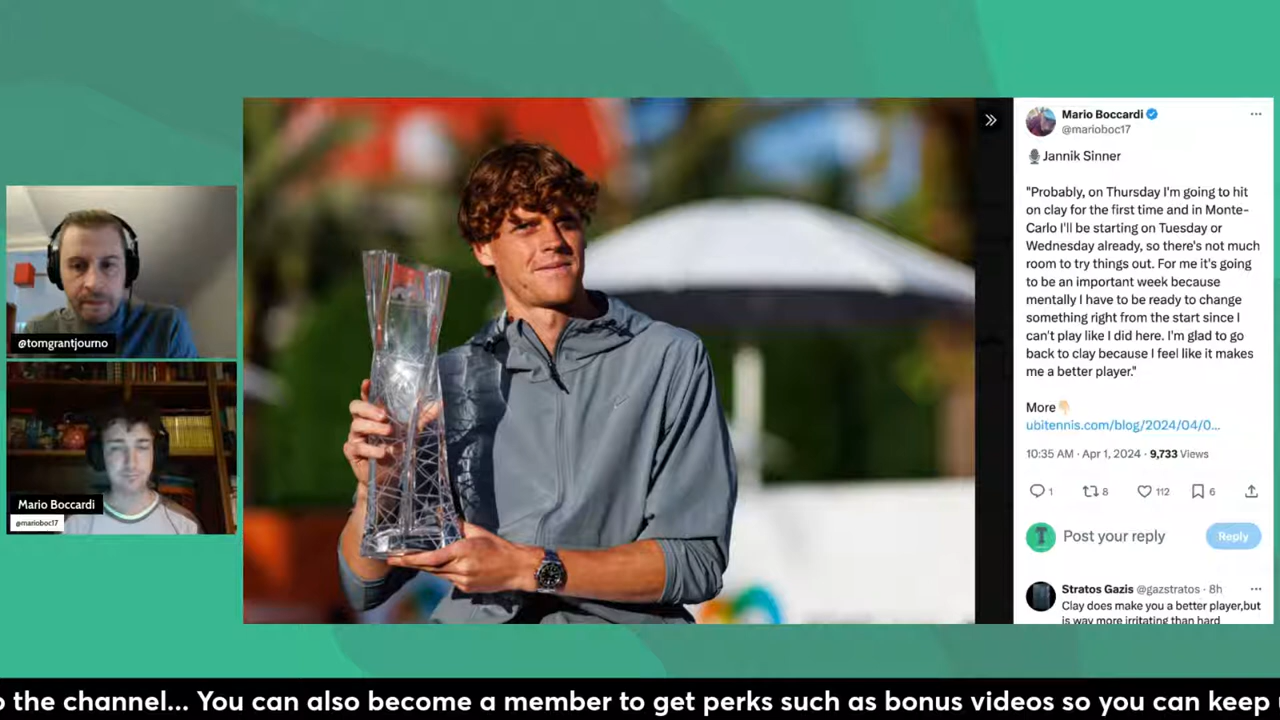 @tomgrantjourno
Mario Boccardi
@marioboc17
Mario Boccardi
@marioboc17
🎙️Jannik Sinner
"Probably, on Thursday I'm going to hit
on clay for the first time and in Monte-
Carlo I'll be starting on Tuesday or
Wednesday already, so there's not much
room to try things out. For me it's going
to be an important week because
mentally I have to be ready to change
something right from the start since I
can't play like I did here. I'm glad to go
back to clay because I feel like it makes
me a better player."
More👇🏻
ubitennis.com/blog/2024/04/0...
10:35 AM · Apr 1, 2024 · 9,733 Views
1 8 112 6
Post your reply
Reply
Stratos Gazis @gazstratos · 8h
Clay does make you a better player,but
is way more irritating than hard
o the channel... You can also become a member to get perks such as bonus videos so you can keep